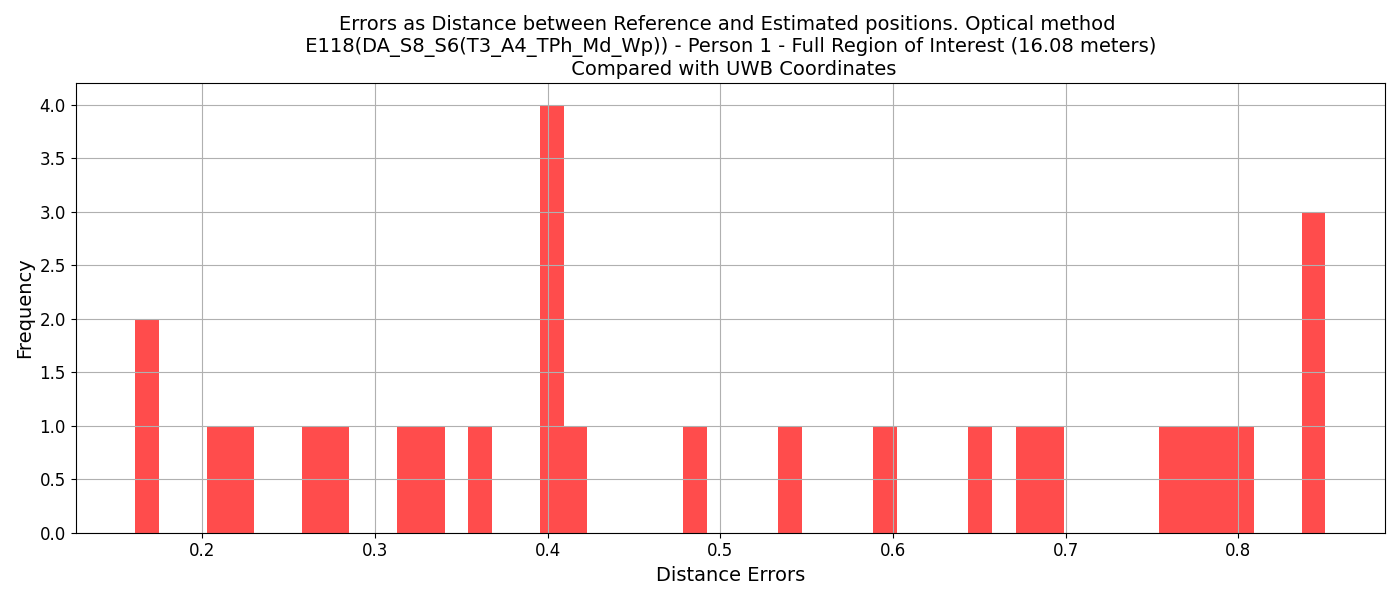 Errors as Distance between Reference and Estimated positions. Optical method
E118(DA_S8_S6(T3_A4_TPh_Md_Wp)) - Person 1 - Full Region of Interest (16.08 meters)
Compared with UWB Coordinates
4.0
3.5
3.0
2.5
2.0
1.5
1.0
0.5
0.0
Frequency
0.2 0.3 0.4 0.5 0.6 0.7 0.8
Distance Errors